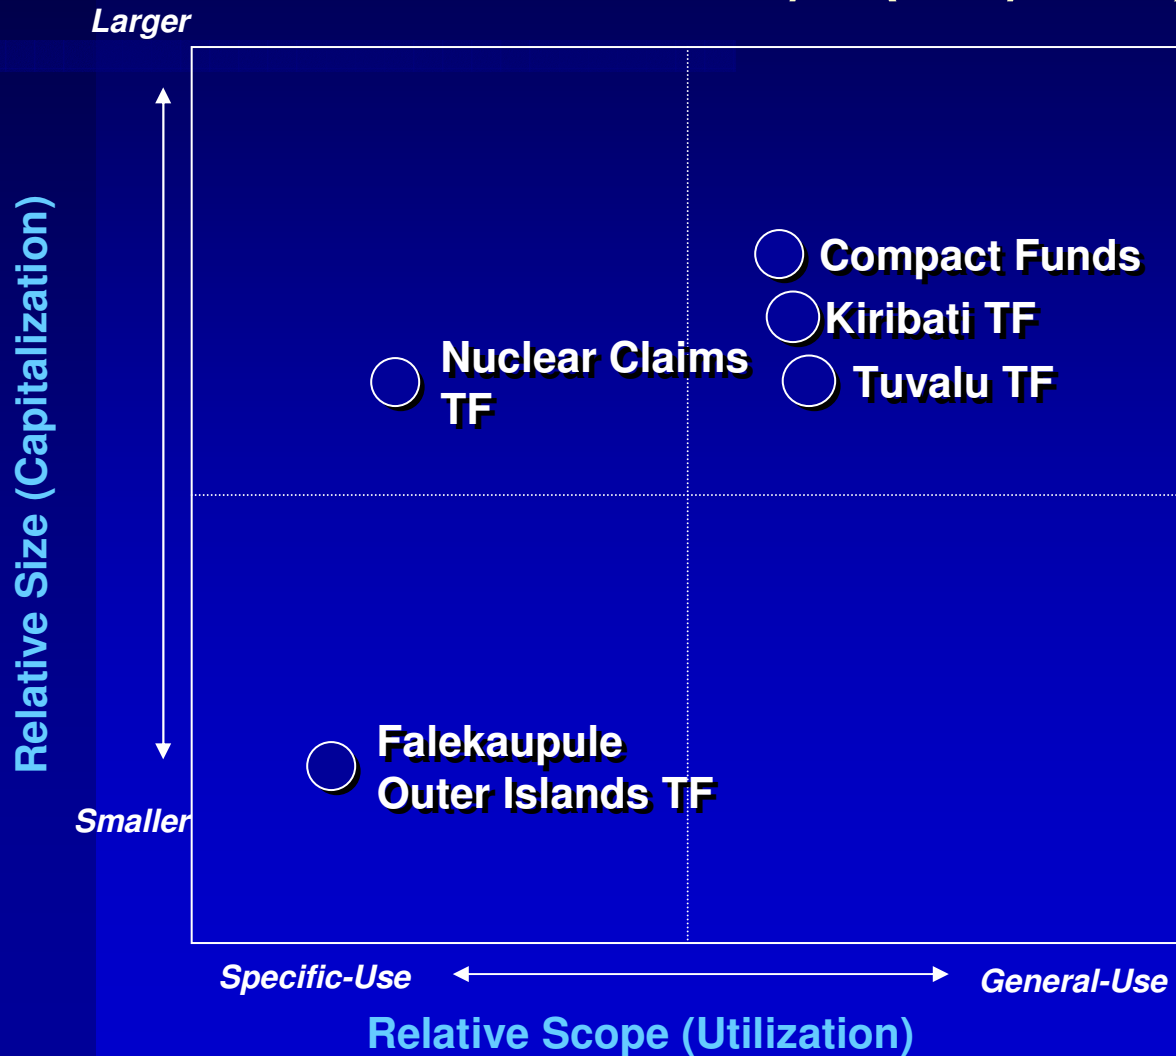 Larger
Relative Size (Capitalization)
Compact Funds
Kiribati TF
Nuclear Claims
TF
Tuvalu TF
Falekaupule
Outer Islands TF
Smaller
Specific-Use
General-Use
Relative Scope (Utilization)